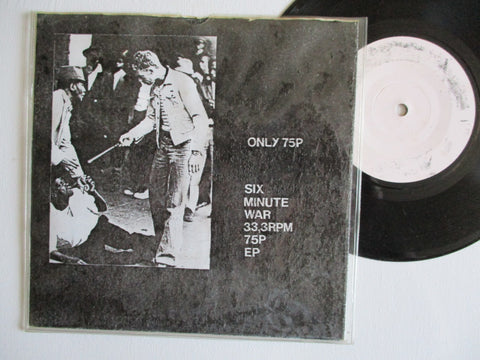 ONLY 75P
SIX
MINUTE
WAR
33.3RPM
75P
EP